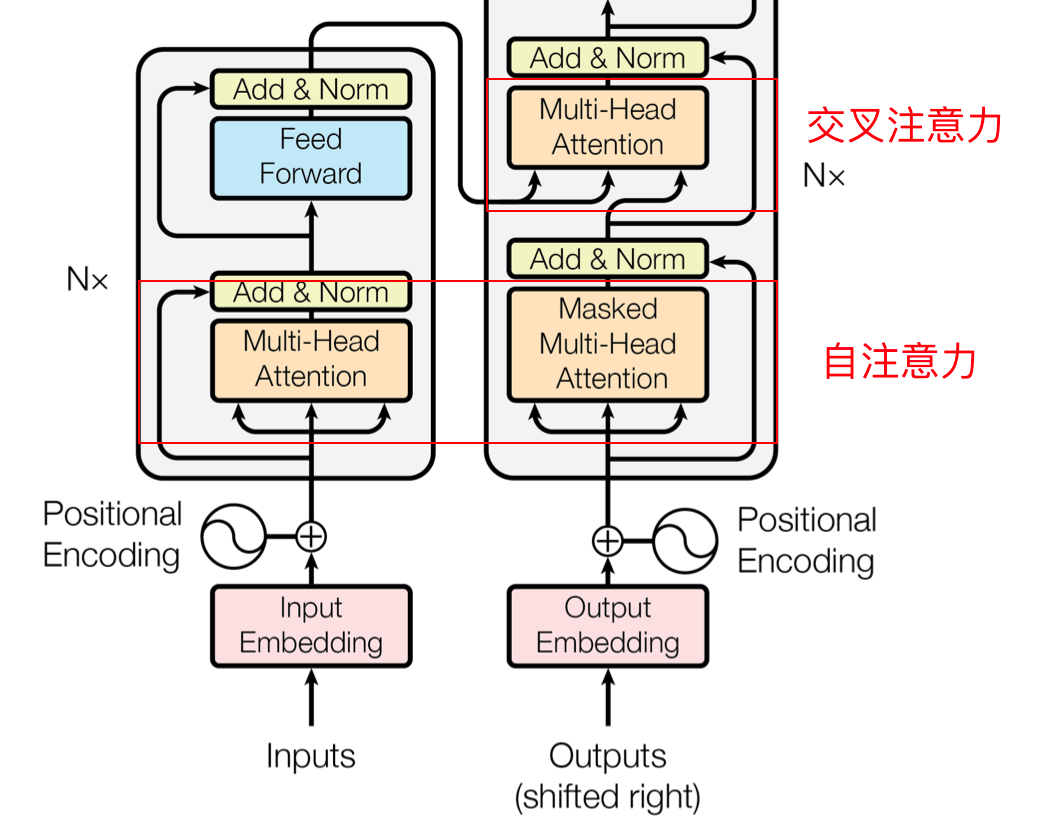 Add & Norm
Feed
Forward
Add & Norm
Multi-Head
Attention
Nx
Positional
Encoding
Input
Embedding
Inputs
Add & Norm
Multi-Head
Attention
交叉注意力
N×
Add & Norm
Masked
Multi-Head
Attention
自注意力
Positional
Encoding
Output
Embedding
Outputs
(shifted right)